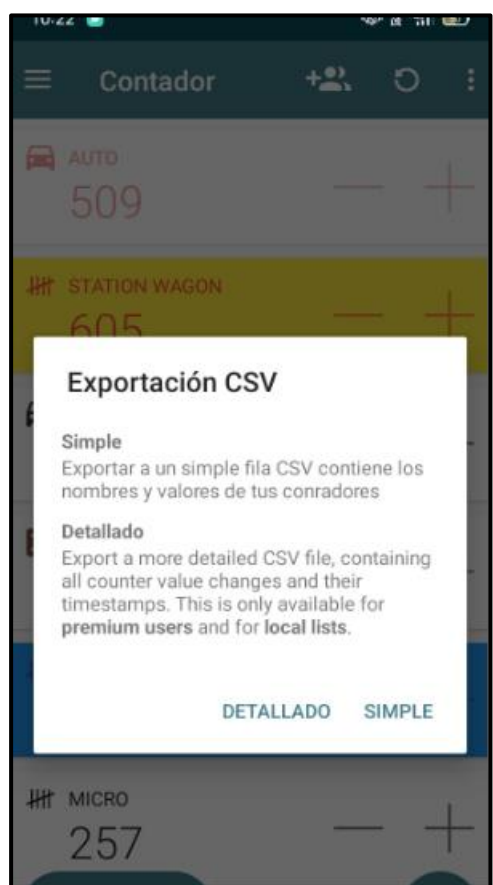 10:22
Contador
AUTO
509
STATION WAGON
605
Exportación CSV
Simple
Exportar a un simple fila CSV contiene los
nombres y valores de tus conradores
Detallado
Export a more detailed CSV file, containing
all counter value changes and their
timestamps. This is only available for
premium users and for local lists.
DETALLADO SIMPLE
MICRO
257